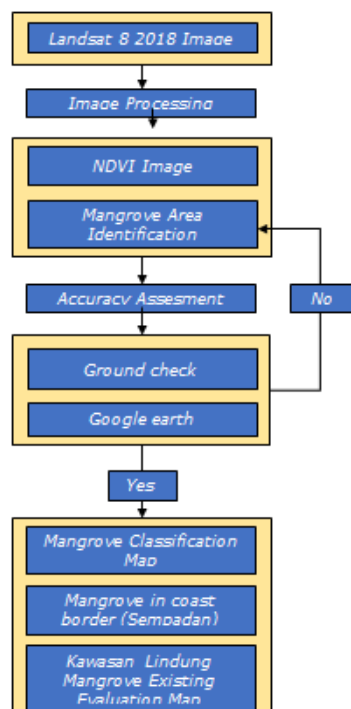 Landsat 8 2018 Image
Image Processing
NDVI Image
Mangrove Area
Identification
Accuracy Assesment
No
Ground check
Google earth
Yes
Mangrove Classification
Map
Mangrove in coast
border (Sempadan)
Kawasan Lindung
Mangrove Existing
Evaluation Map